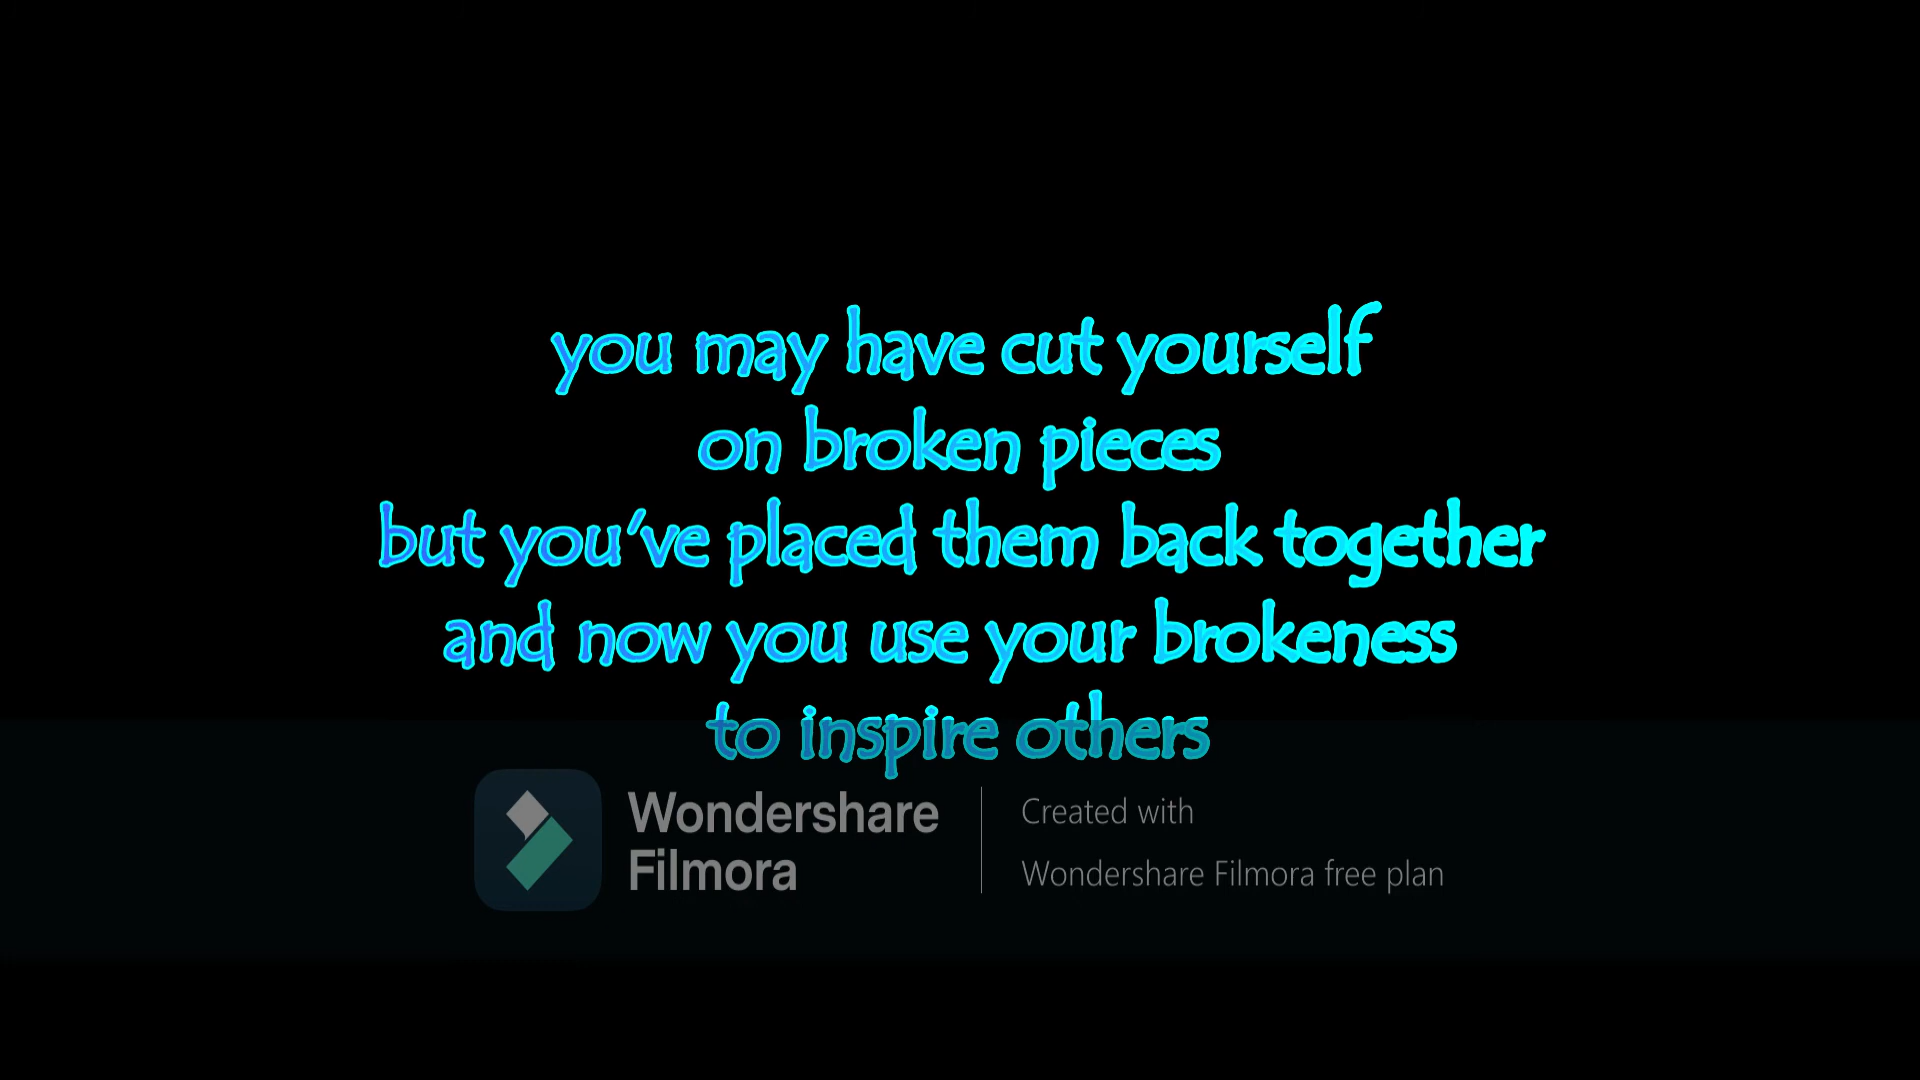 you may have cut yourself
on broken pieces
but you've placed them back together
and now you use your brokeness
to inspire others
Wondershare
Filmora
Created with
Wondershare Filmora free plan